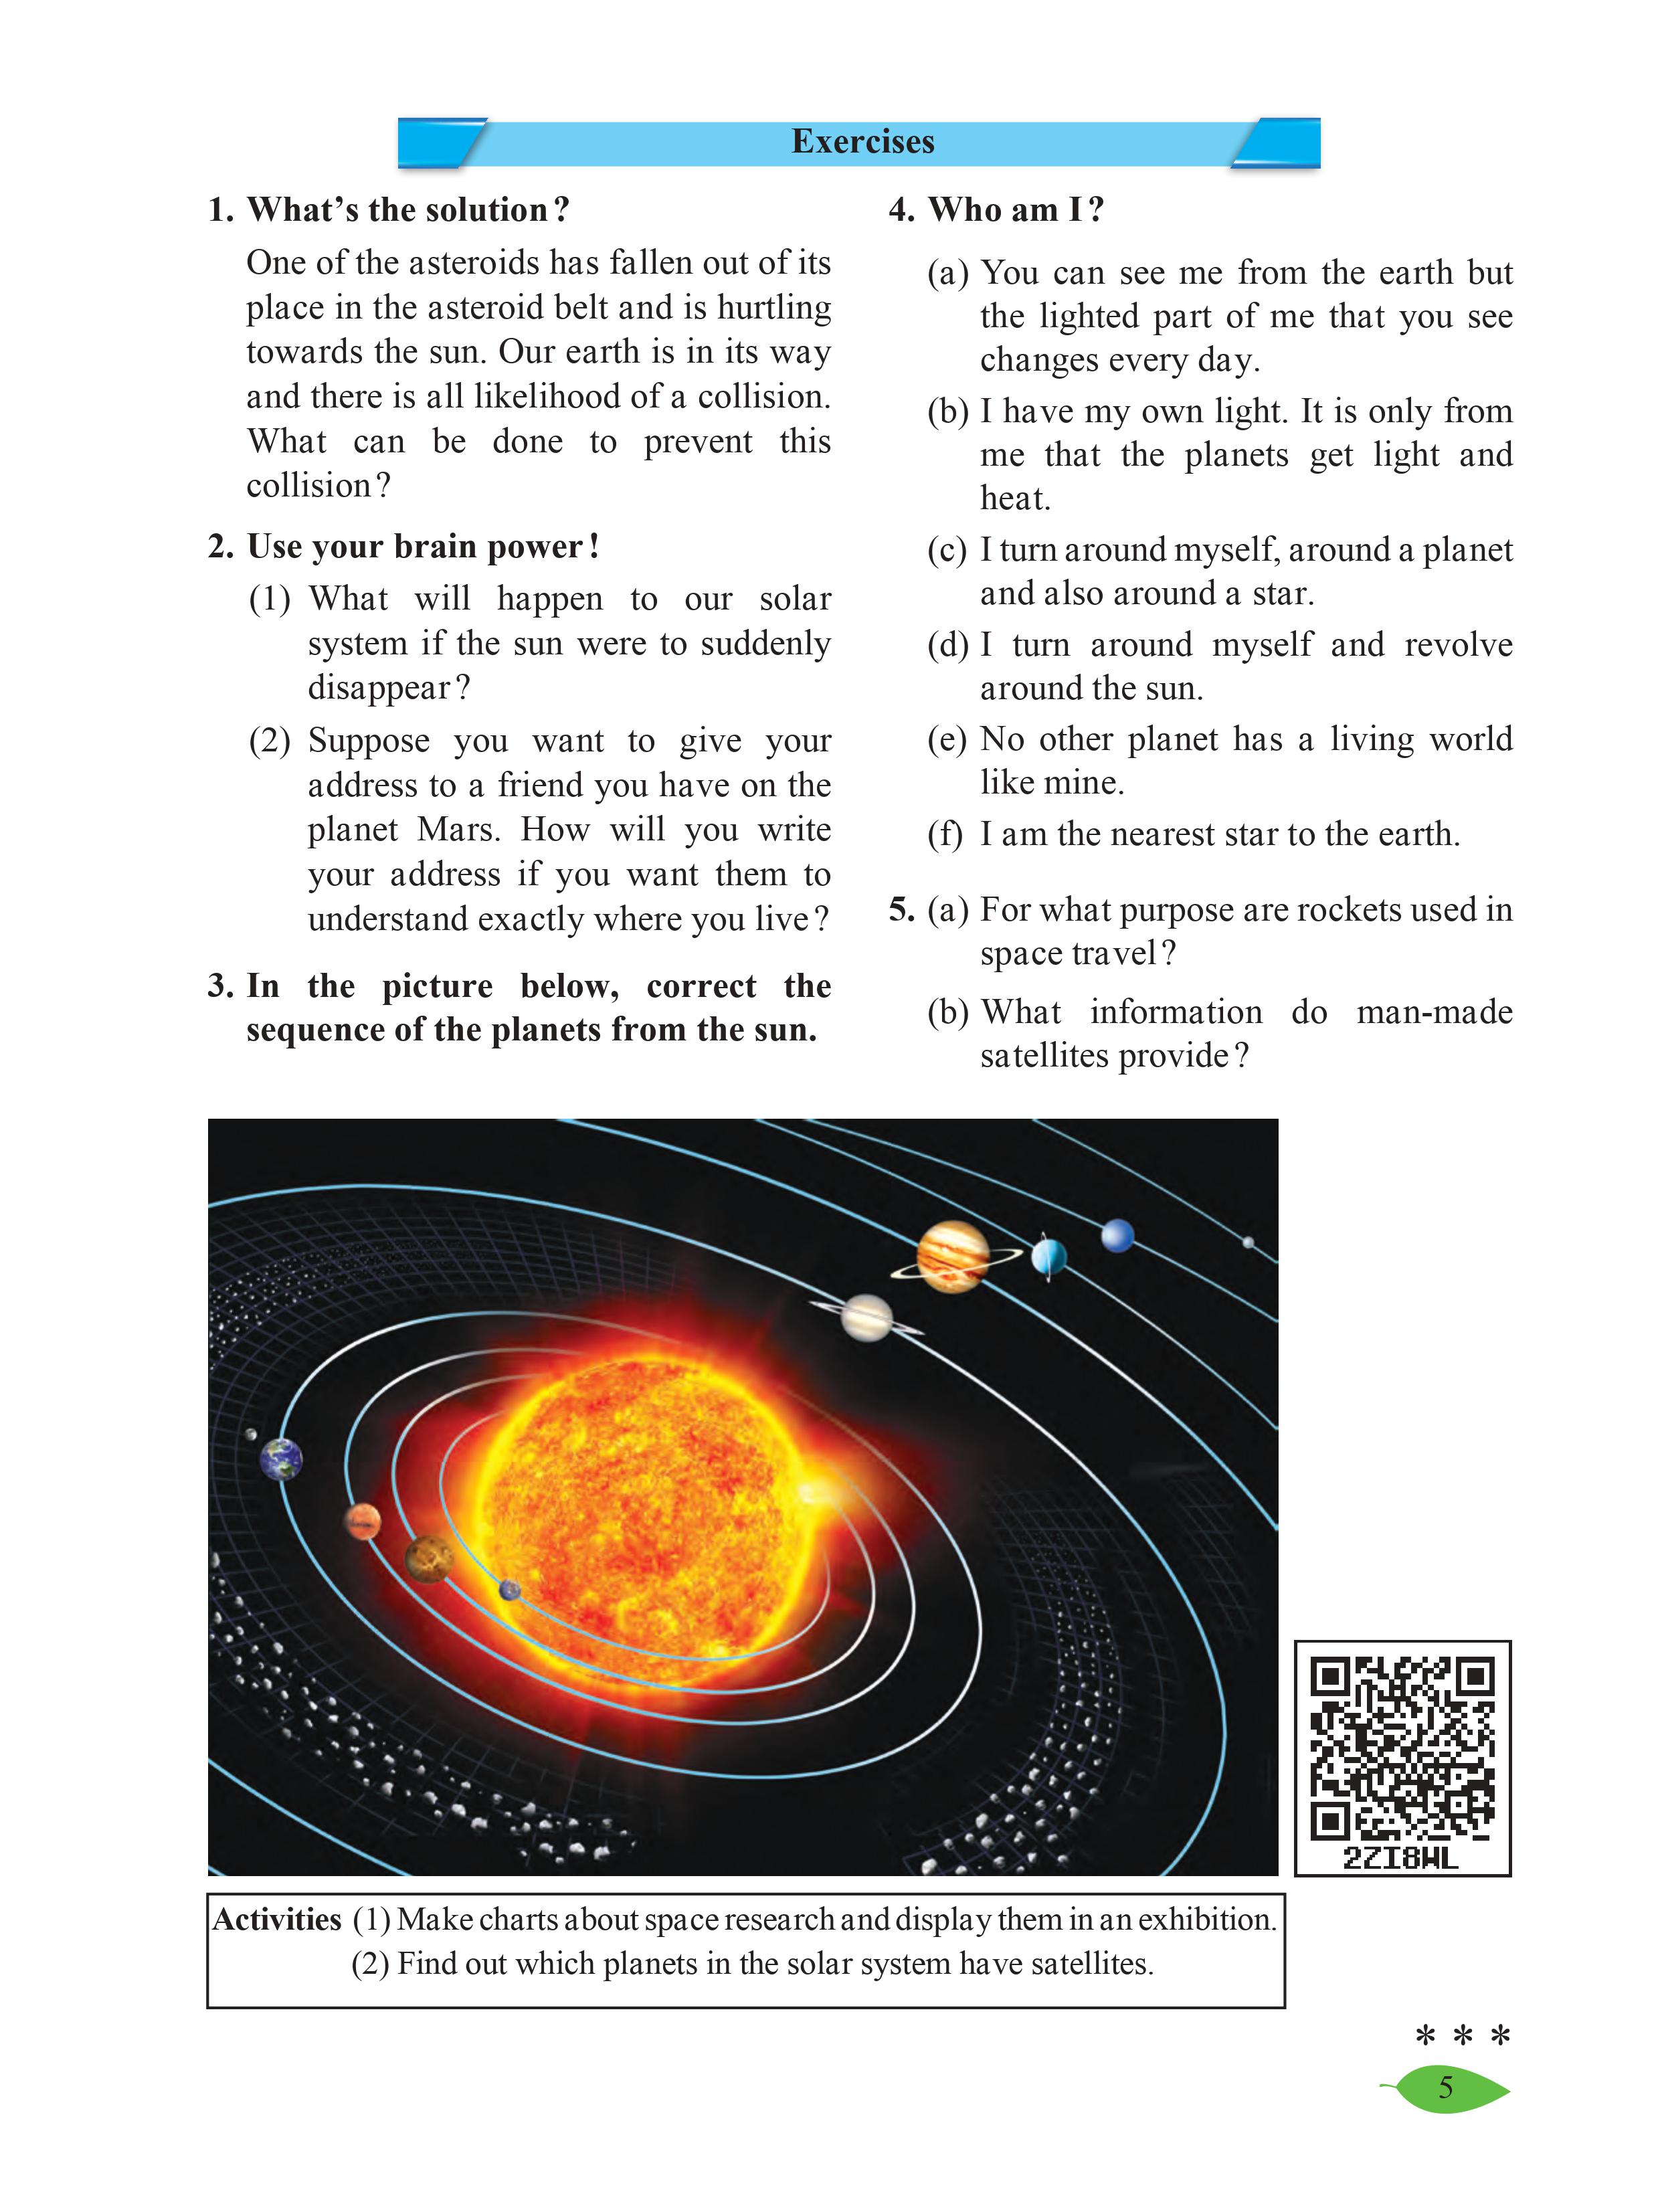 Exercises
1. What's the solution?
One of the asteroids has fallen out of its
place in the asteroid belt and is hurtling
towards the sun. Our earth is in its way
and there is all likelihood of a collision.
What can be done to prevent this
collision?
2. Use your brain power!
(1) What will happen to our solar
system if the sun were to suddenly
disappear?
(2) Suppose you want to give your
address to a friend you have on the
planet Mars. How will you write
your address if you want them to
understand exactly where you live?
3. In the picture below, correct the
sequence of the planets from the sun.
4. Who am I?
(a) You can see me from the earth but
the lighted part of me that you see
changes every day.
(b) I have my own light. It is only from
me that the planets get light and
heat.
(c) I turn around myself, around a planet
and also around a star.
(d) I turn around myself and revolve
around the sun.
(e) No other planet has a living world
like mine.
(f) I am the nearest star to the earth.
5. (a) For what purpose are rockets used in
space travel?
(b) What information do man-made
satellites provide?
2ZI8WL
Activities (1) Make charts about space research and display them in an exhibition.
(2) Find out which planets in the solar system have satellites.
* * *
5